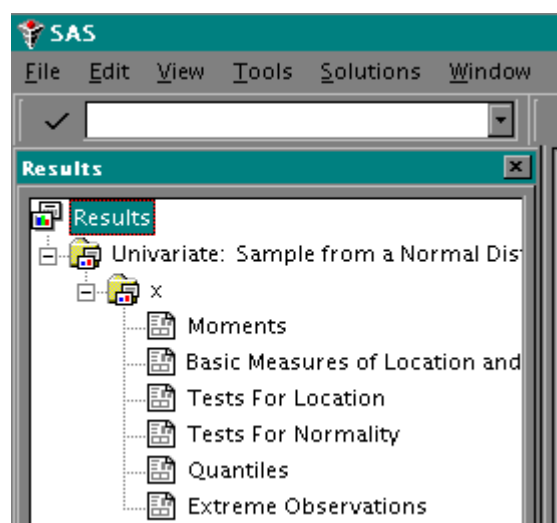 SAS
File Edit View Tools Solutions Window
Results
Results
Univariate: Sample from a Normal Dis
x
Moments
Basic Measures of Location and
Tests For Location
Tests For Normality
Quantiles
Extreme Observations